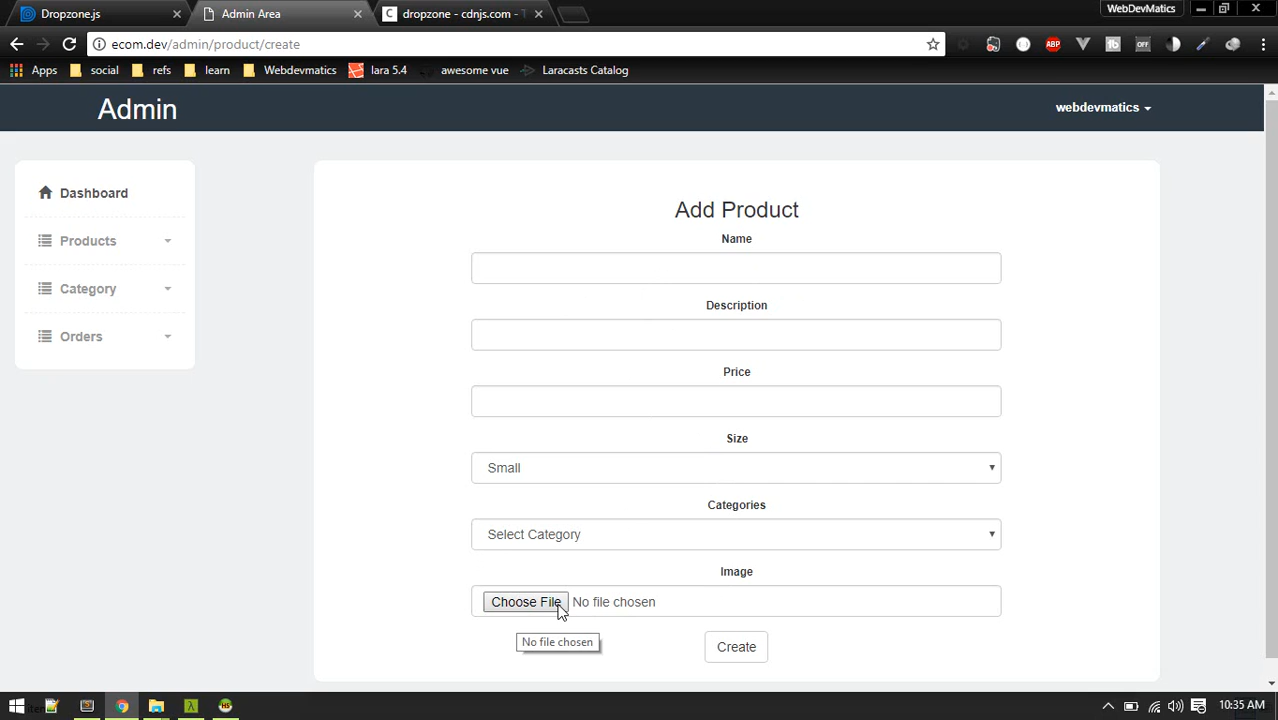 Dropzone.js
Admin Area
dropzone - cdnjs.com - T
WebDevMatics
ecom.dev/admin/product/create
ABP
OFF
Apps
social
refs
learn
Webdevmatics
lara 5.4
awesome vue
Laracasts Catalog
Admin
webdevmatics
Dashboard
Products
Category
Orders
Add Product
Name
Description
Price
Size
Small
Categories
Select Category
Image
Choose File No file chosen
No file chosen
Create
10:35 AM